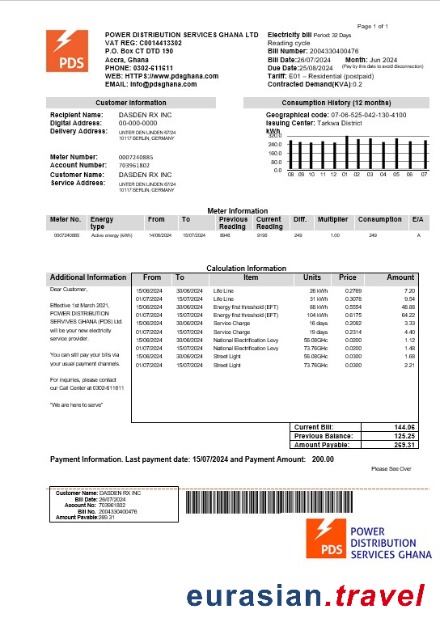 Page 1 of 1
PDS
POWER DISTRIBUTION SERVICES GHANA LTD
VAT REG: C0014413302
P.O. Box CT DTD 190
Accra, Ghana
PHONE: 0302-611611
WEB: HTTPS://www.pdsghana.com
EMAIL: info@pdsghana.com
Electricity bill Period: 32 Days
Reading cycle
Bill Number: 2004330400476
Bill Date:26/07/2024 Month: Jun 2024
Due Date:25/08/2024 (Pay by this date to avoid disconnection)
Tariff: E01 – Residential (postpaid)
Contracted Demand(KVA):0.2
Customer Information
Recipient Name: DASDEN RX INC
Digital Address: 00-000-0000
Delivery Address: UNTER DEN LINDEN 67/24
10117 BERLIN, GERMANY
Meter Number: 0007240885
Account Number: 703961802
Customer Name: DASDEN RX INC
Service Address: UNTER DEN LINDEN 67/24
10117 BERLIN, GERMANY
Consumption History (12 months)
Geographical code: 07-06-525-042-130-4100
Issuing Center: Tarkwa District
kWh
320.0
240.0
160.0
80.0
0.0
08 09 10 11 12 01 02 03 04 05 06 07
Meter Information
Meter No. Energy type From To Previous Reading Current Reading Diff. Multiplier Consumption E/A
0007240885 Active energy (kWh) 14/06/2024 15/07/2024 249 1.00 249 A
Calculation Information
Additional Information
Dear Customer,
Effective 1st March 2021,
POWER DISTRIBUTION
SERVIVES GHANA (PDS) Ltd.
will be your new electricity
service provider.
You can still pay your bills via
your usual payment channels.
For inquiries, please contact
our Call Center at 0302-611611
"We are here to serve"
From To Item Units Price Amount
15/06/2024 30/06/2024 Life Line 26 kWh 0.2769 7.20
01/07/2024 15/07/2024 Life Line 31 kWh 0.3076 9.54
15/06/2024 30/06/2024 Energy first threshold (BFT) 88 kWh 0.5554 48.88
01/07/2024 15/07/2024 Energy first threshold (BFT) 104 kWh 0.6175 64.22
15/06/2024 30/06/2024 Service Charge 16 days 0.2082 3.33
01/07/2024 15/07/2024 Service Charge 19 days 0.2314 4.40
15/06/2024 30/06/2024 National Electrification Levy 56.08GHC 0.0200 1.12
01/07/2024 15/07/2024 National Electrification Levy 73.76GHC 0.0200 1.48
15/06/2024 30/06/2024 Street Light 56.08GHC 0.0300 1.68
01/07/2024 15/07/2024 Street Light 73.76GHC 0.0300 2.21
Current Bill: 144.06
Previous Balance: 125.25
Amount Payable: 269.31
Payment Information. Last payment date: 15/07/2024 and Payment Amount: 200.00
Please See Over
Customer Name: DASDEN RX INC
Bill Date: 26/07/2024
Account No: 703961802
Bill No. 2004330400476
Amount Payable:269.31
PDS
POWER
DISTRIBUTION
SERVICES GHANA
eurasian.travel